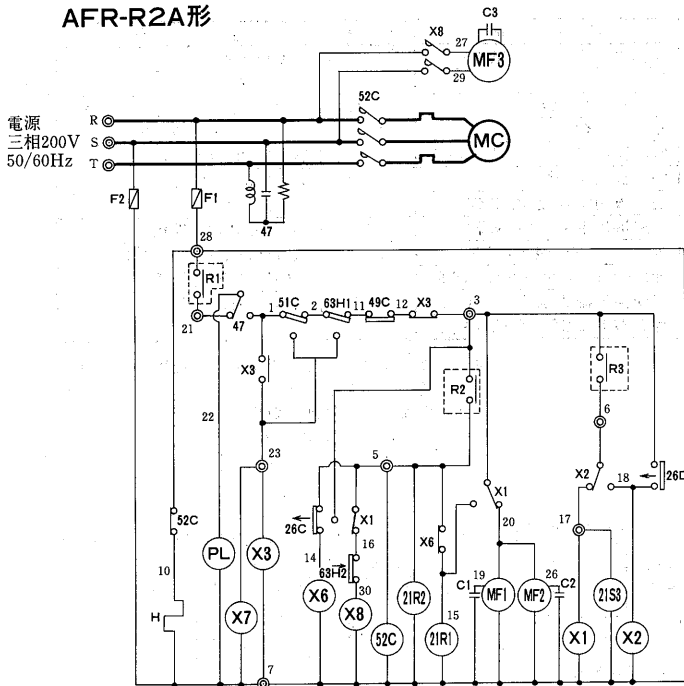 AFR-R2A形
C3
X8
27
MF3
29
52C
電源
三相200V
50/60Hz
R
S
T
MC
F2
F1
47
28
R1
21
47
1
51C
2
63H1
11
49C
12
X3
3
X3
R2
R3
22
6
23
5
X2
18
26D
52C
26C
X1
X6
X1
20
17
10
14
16
63H2
PL
X3
H
X7
X6
30
X8
52C
21R2
15
21R1
C1
19
MF1
MF2
26
C2
21S3
X1
X2
7